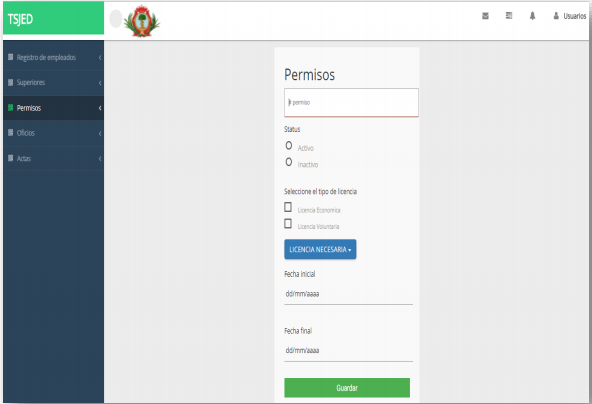 TSJED
Usuarios
Registro de empleados
Superiores
Permisos
Oficios
Actas
Permisos
permiso
Status
Activo
Inactivo
Seleccione el tipo de licencia
Licencia Economica
Licencia Voluntaria
LICENCIA NECESARIA
Fecha inicial
dd/mm/aaaa
Fecha final
dd/mm/aaaa
Guardar